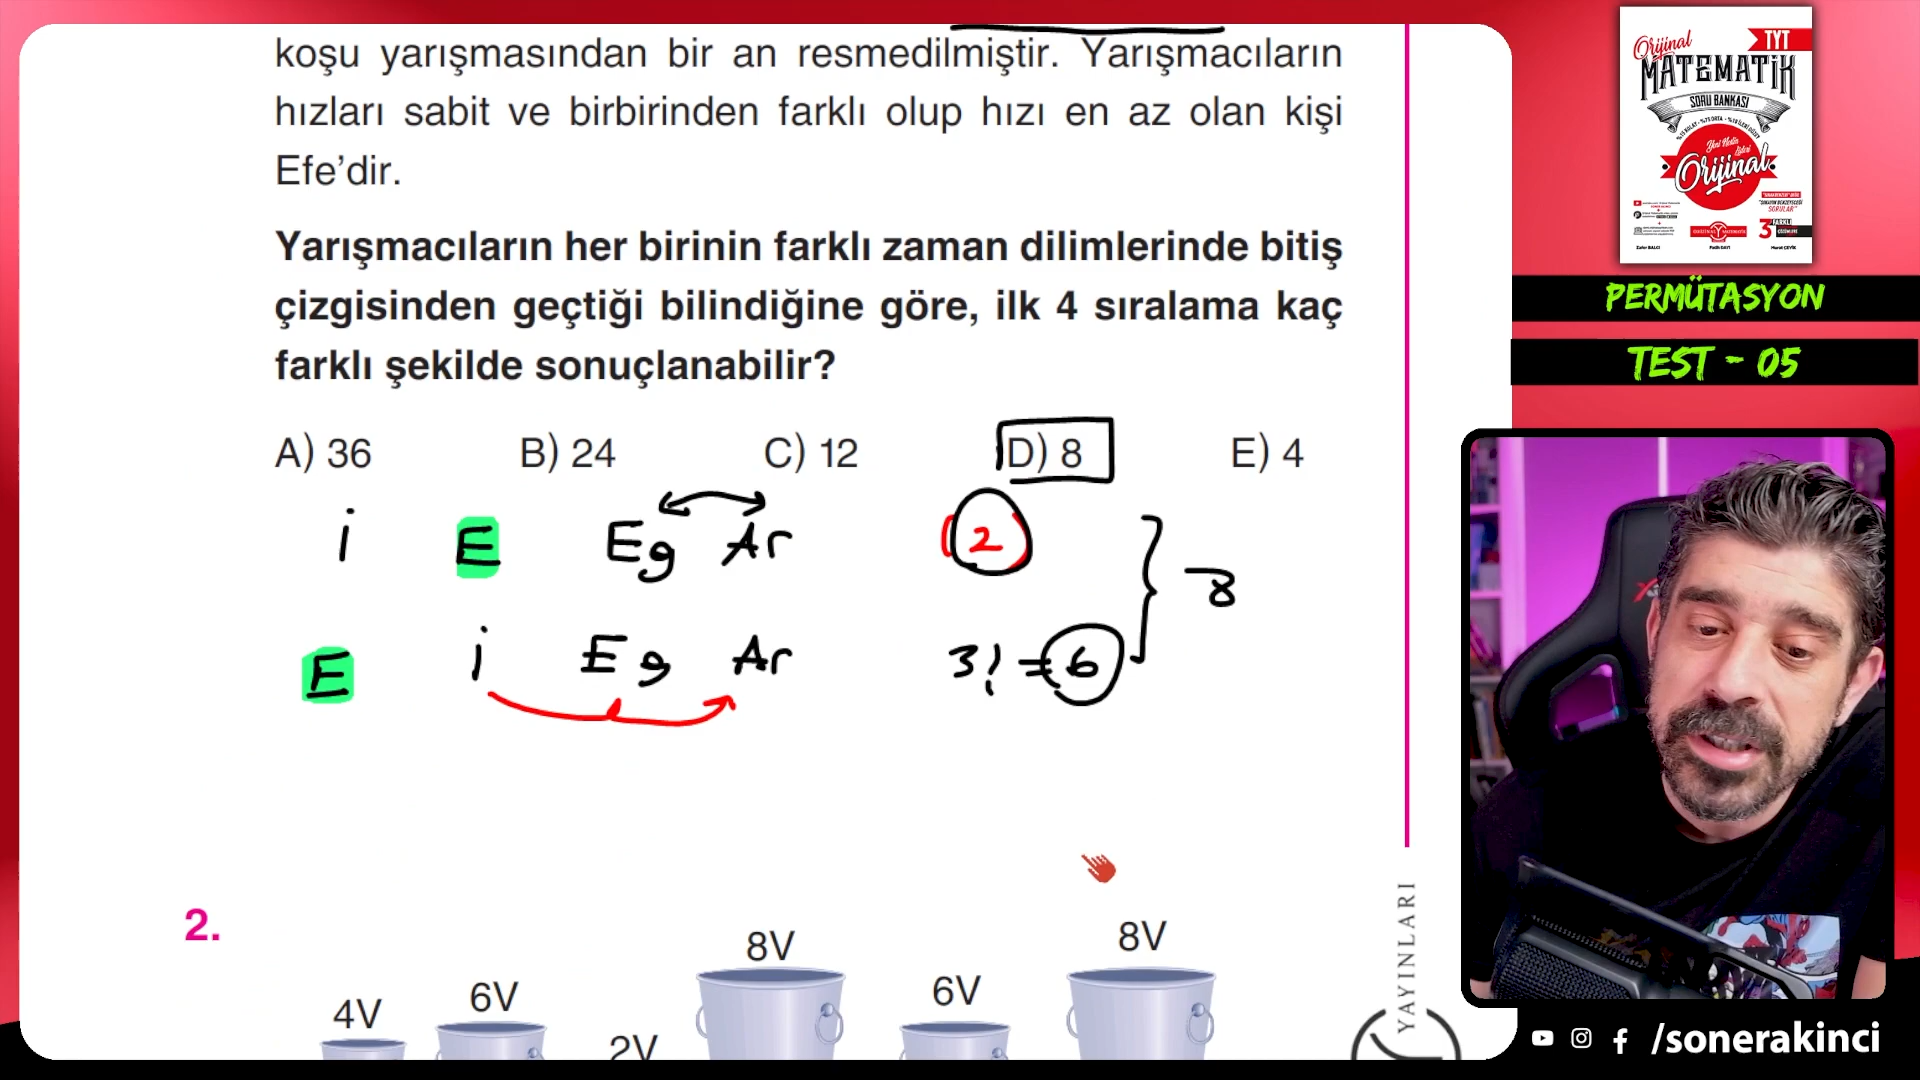 koşu yarışmasından bir an resmedilmiştir. Yarışmacıların
hızları sabit ve birbirinden farklı olup hızı en az olan kişi
Efe'dir.
Yarışmacıların her birinin farklı zaman dilimlerinde bitiş
çizgisinden geçtiği bilindiğine göre, ilk 4 sıralama kaç
farklı şekilde sonuçlanabilir?
A) 36 B) 24 C) 12 D) 8 E) 4
i E Eg Ar 2
8
E i Eg Ar 3! = 6
2.
4V 6V 2V 8V 6V 8V
YAYINLARI
Orijinal
TYT
MATEMATİK
SORU BANKASI
Orijinal
PERMÜTASYON
TEST - 05
/sonerakinci